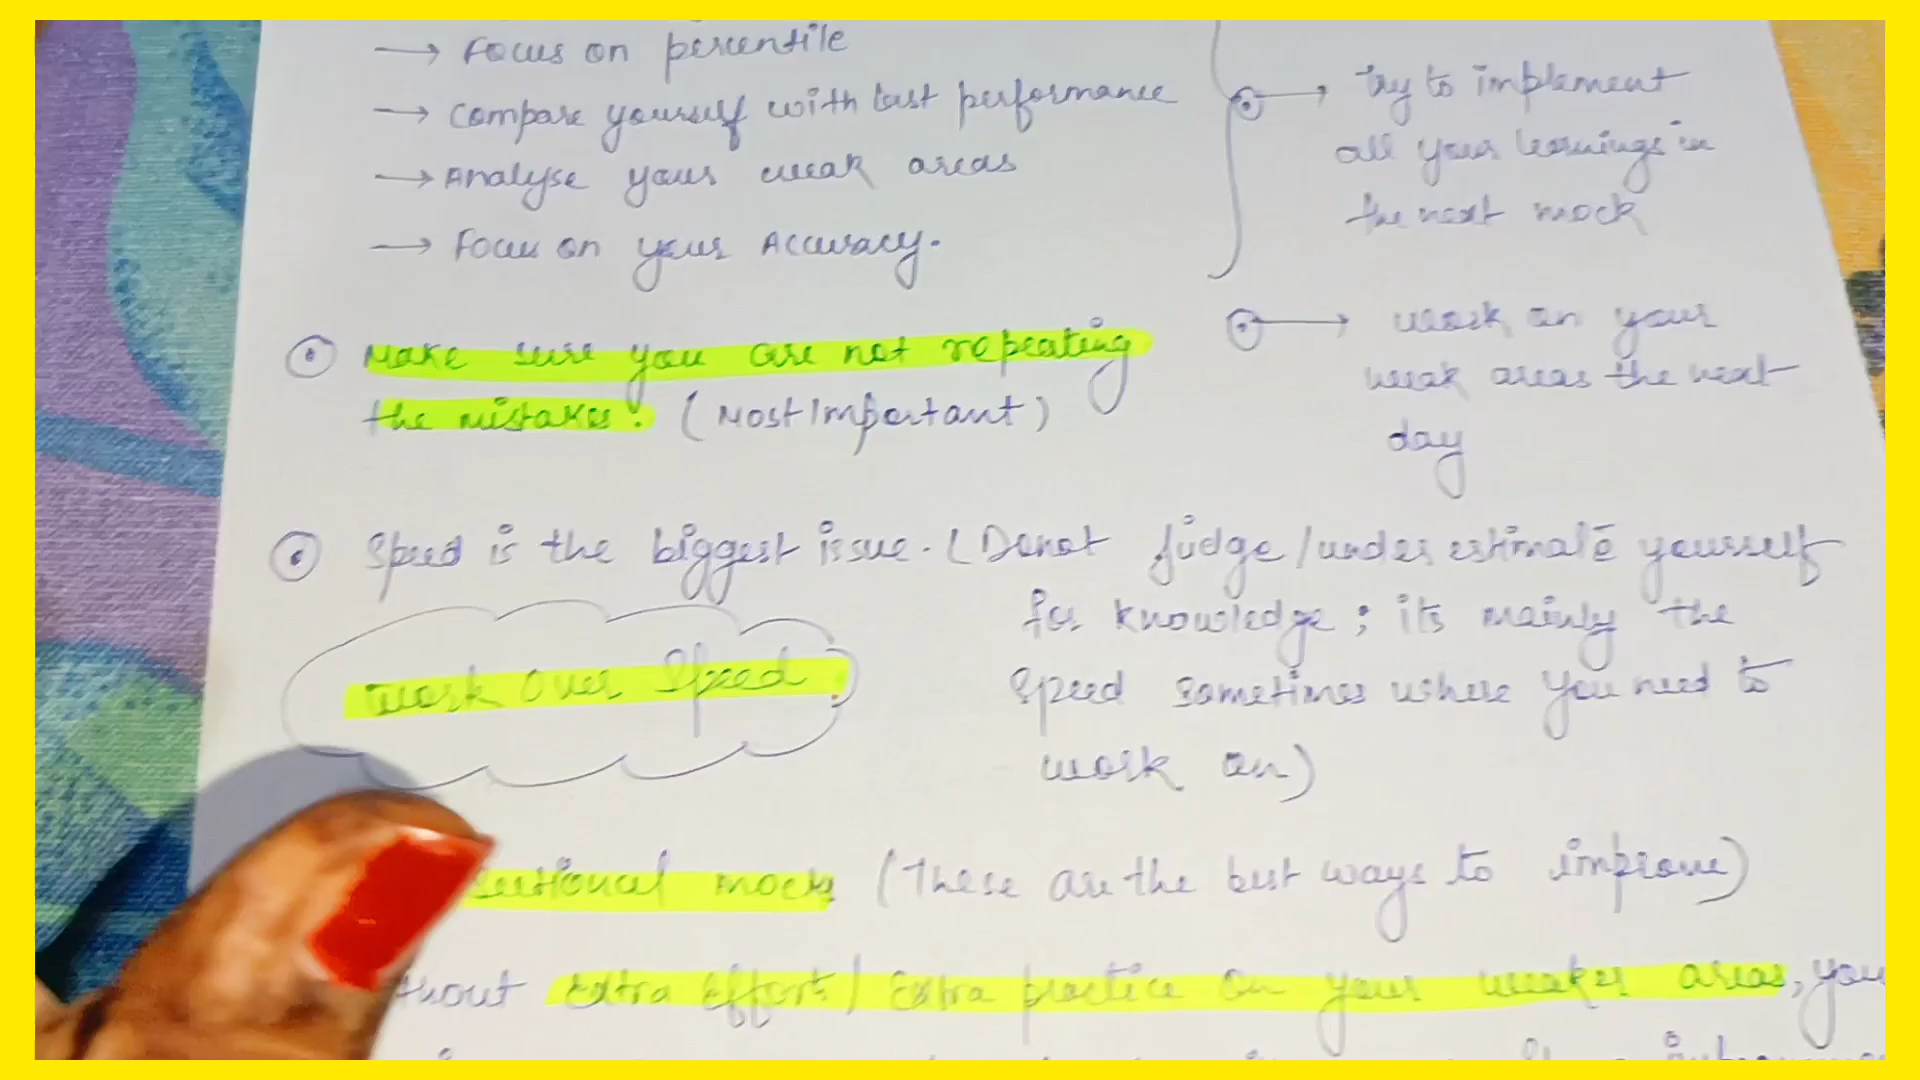 → Focus on percentile
→ Compare yourself with last performance
→ Analyse your weak areas
→ Focus on your Accuracy.
→ Try to implement
all your learnings in
the next mock
Make sure you are not repeating
the mistakes. (Most Important)
→ Work on your
weak areas the next
day
Speed is the biggest issue. (Donot judge/underestimate yourself
for knowledge; its mainly the
speed sometimes where you need to
work on)
Work over Speed
sectional mock (These are the best ways to improve)
thout extra effort / Extra practice on your weaker areas, you